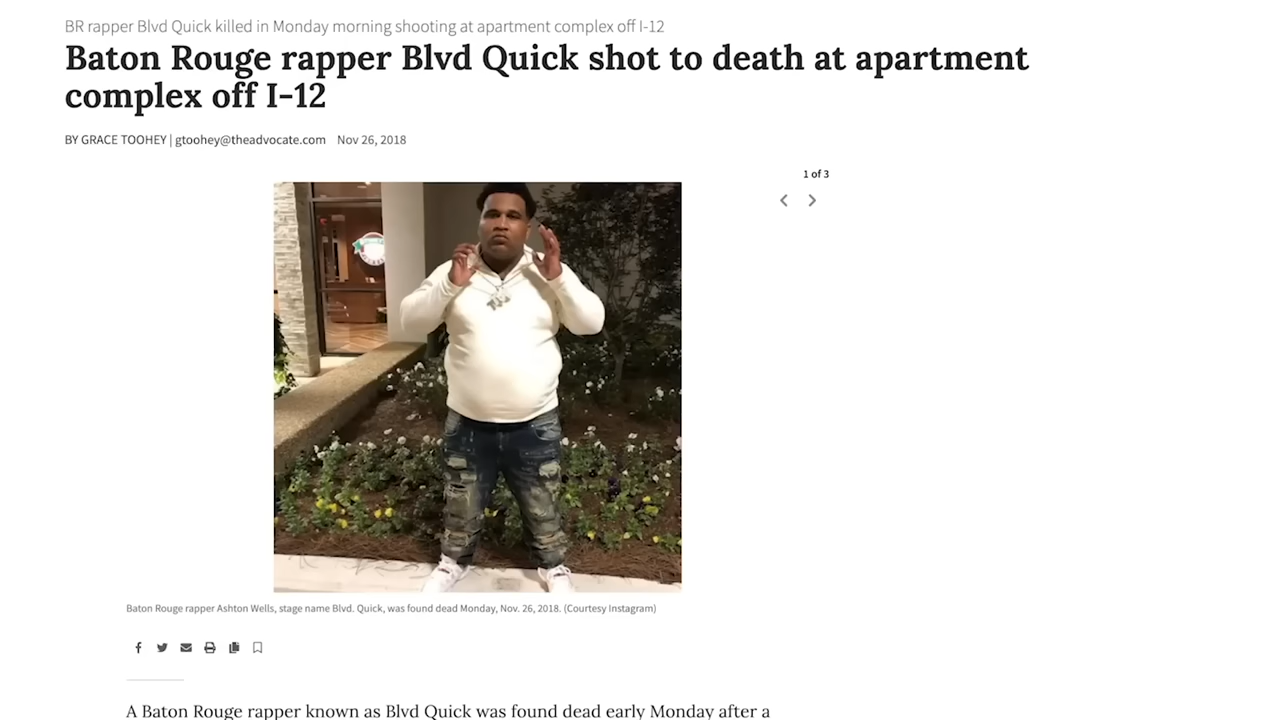 BR rapper Blvd Quick killed in Monday morning shooting at apartment complex off I-12
Baton Rouge rapper Blvd Quick shot to death at apartment
complex off I-12
BY GRACE TOOHEY | gtoohey@theadvocate.com Nov 26, 2018
1 of 3
Baton Rouge rapper Ashton Wells, stage name Blvd. Quick, was found dead Monday, Nov. 26, 2018. (Courtesy Instagram)
A Baton Rouge rapper known as Blvd Quick was found dead early Monday after a